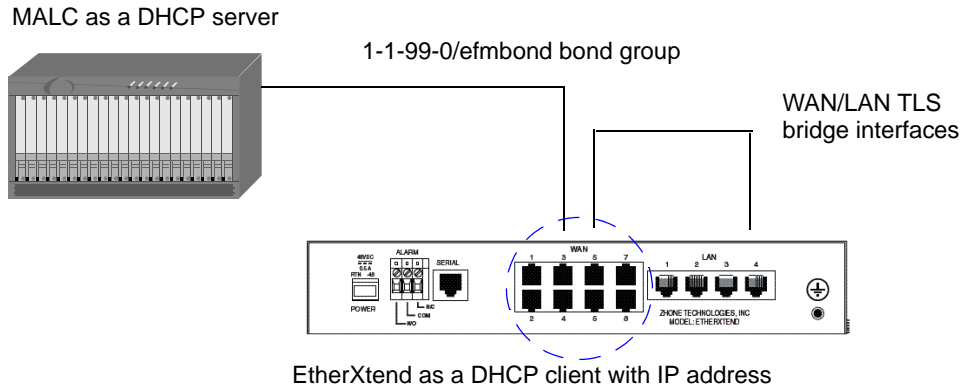 MALC as a DHCP server
1-1-99-0/efmbond bond group
WAN/LAN TLS
bridge interfaces
48VDC
0.5 A
RTN -48
POWER
ALARM
N/C
COM
N/O
SERIAL
WAN
1 3 5 7
2 4 6 8
LAN
1 2 3 4
ZHONE TECHNOLOGIES, INC
MODEL: ETHERXTEND
EtherXtend as a DHCP client with IP address